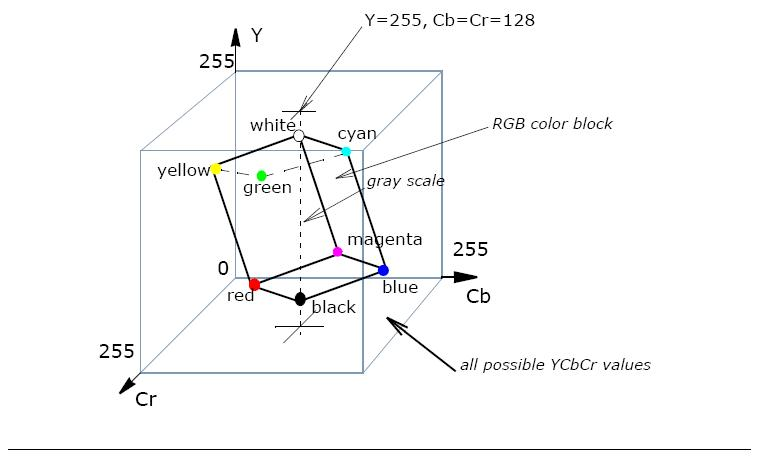 Y=255, Cb=Cr=128
Y
255
white
cyan
RGB color block
yellow
green
gray scale
magenta
255
0
red
black
blue
Cb
255
all possible YCbCr values
Cr